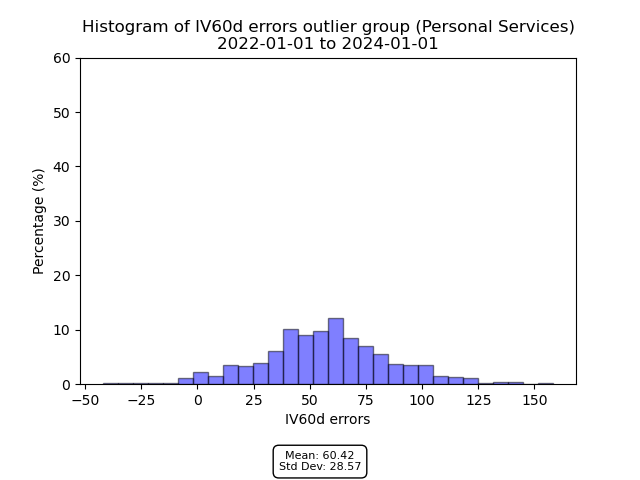 Histogram of IV60d errors outlier group (Personal Services)
2022-01-01 to 2024-01-01
60
50
40
30
20
10
0
Percentage (%)
−50 −25 0 25 50 75 100 125 150
IV60d errors
Mean: 60.42
Std Dev: 28.57